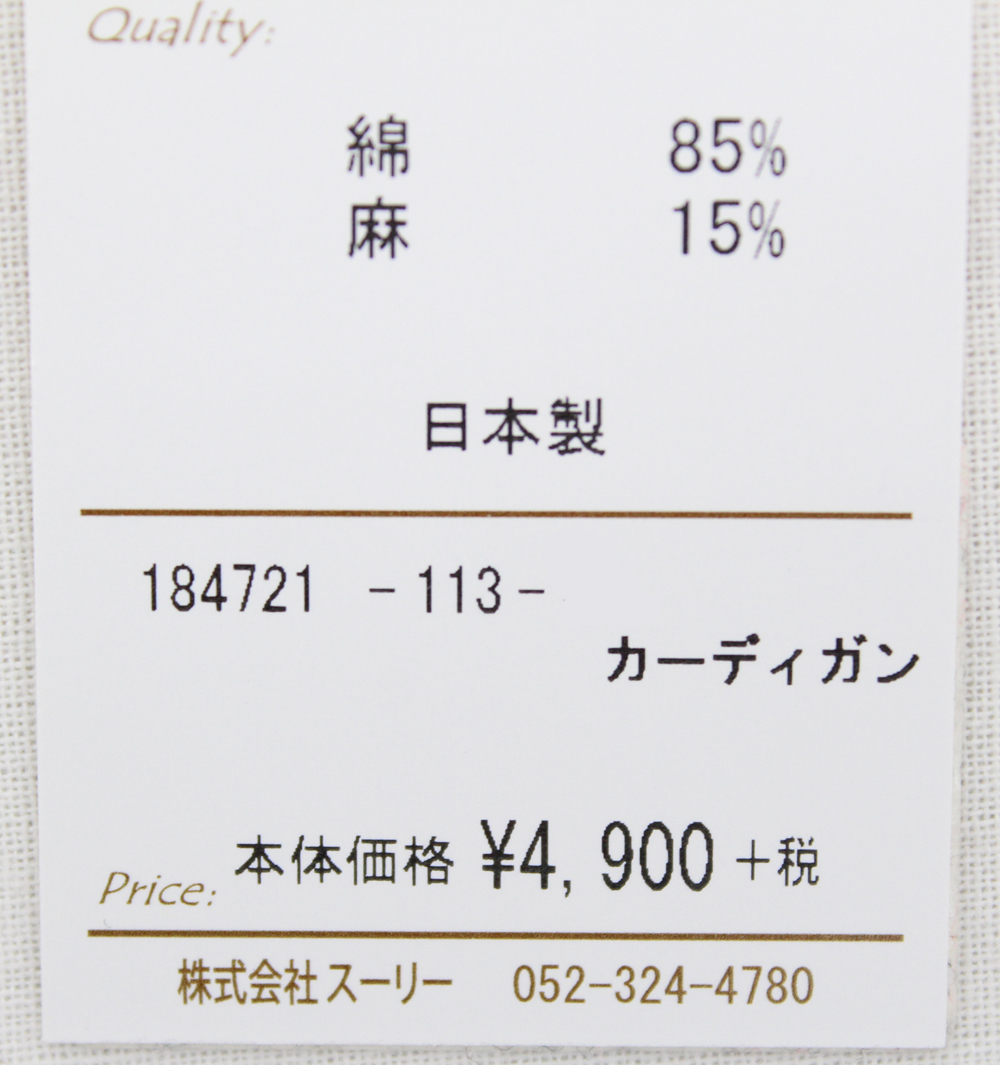 Quality:
綿 85%
麻 15%
日本製
184721 -113-
カーディガン
Price: 本体価格 ¥4,900+税
株式会社スーリー 052-324-4780